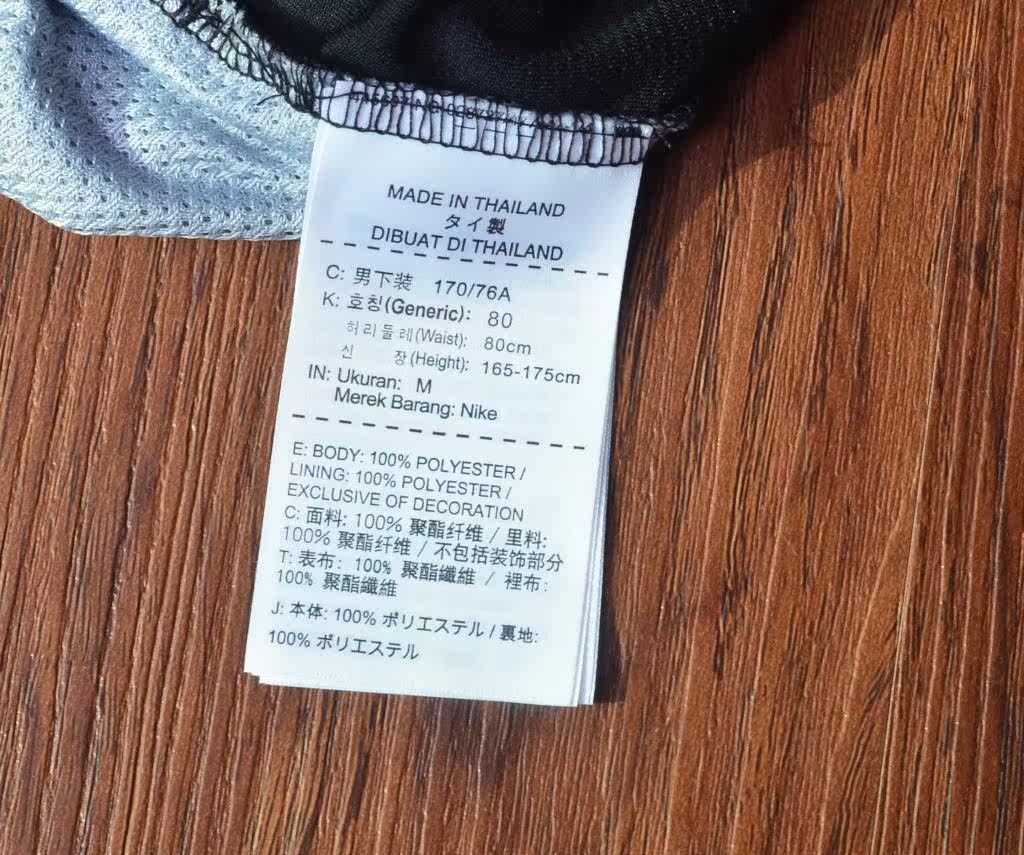 MADE IN THAILAND
タイ製
DIBUAT DI THAILAND
C: 男下装 170/76A
K: 호칭(Generic): 80
허리둘레(Waist): 80cm
신 장(Height): 165-175cm
IN: Ukuran: M
Merek Barang: Nike
E: BODY: 100% POLYESTER /
LINING: 100% POLYESTER /
EXCLUSIVE OF DECORATION
C: 面料: 100% 聚酯纤维 / 里料:
100% 聚酯纤维 / 不包括装饰部分
T: 表布: 100% 聚酯纖維 / 裡布:
100% 聚酯纖維
J: 本体: 100% ポリエステル / 裏地:
100% ポリエステル